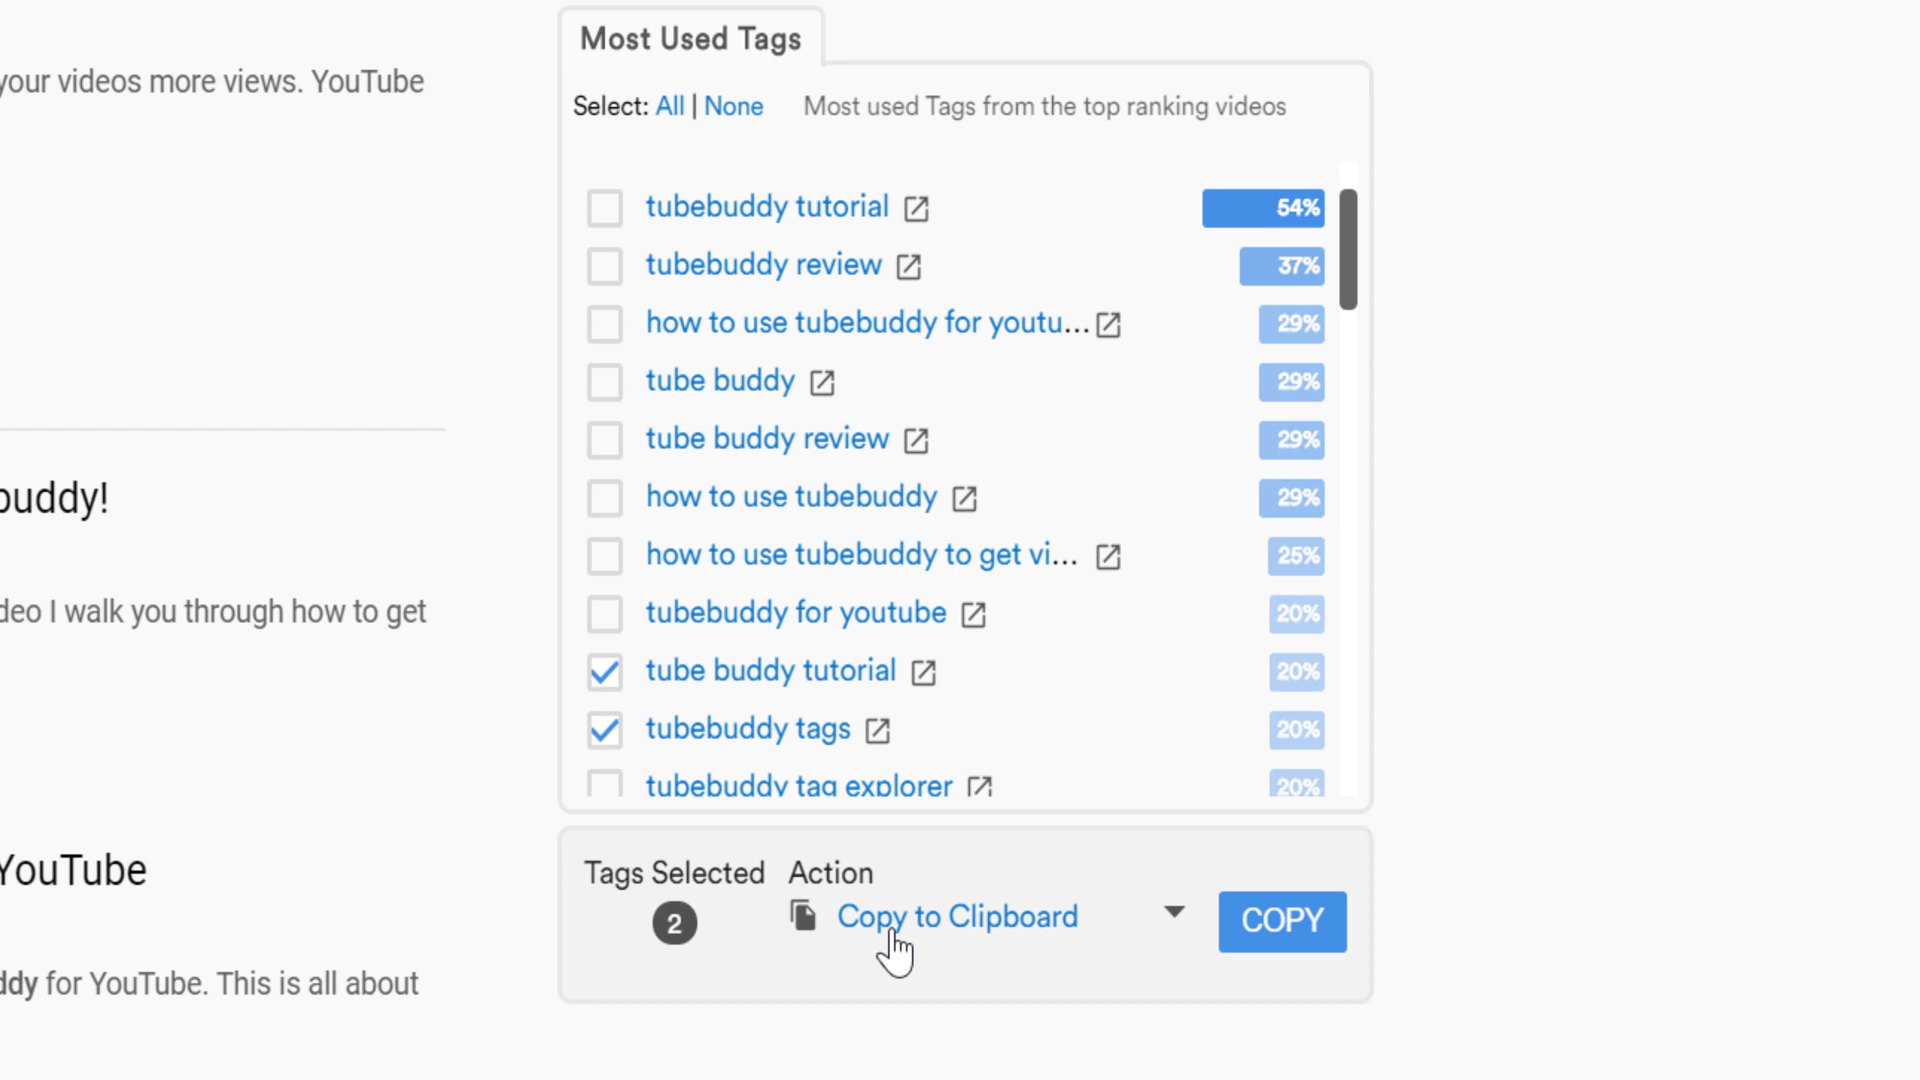 your videos more views. YouTube
buddy!
deo I walk you through how to get
YouTube
ddy for YouTube. This is all about
Most Used Tags
Select: All | None Most used Tags from the top ranking videos
tubebuddy tutorial 54%
tubebuddy review 37%
how to use tubebuddy for youtu... 29%
tube buddy 29%
tube buddy review 29%
how to use tubebuddy 29%
how to use tubebuddy to get vi... 25%
tubebuddy for youtube 20%
tube buddy tutorial 20%
tubebuddy tags 20%
tubebuddy tag explorer 20%
Tags Selected Action
2 Copy to Clipboard COPY